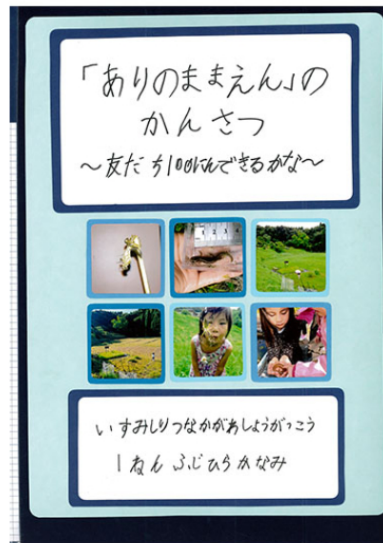 「ありのままえん」の
かんさつ
～友だち100にんできるかな～
いすみしりつなかがわしょうがっこう
1ねん ふじひらかなみ